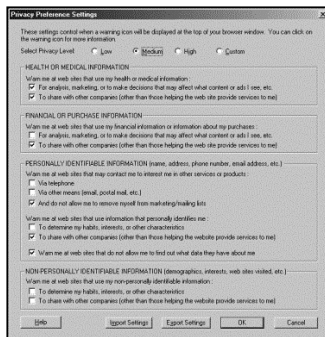 Privacy Preference Settings
These settings control when a warning icon will be displayed at the top of your browser window. You can click on
the warning icon for more information.
Select Privacy Level: Low Medium High Custom
HEALTH OR MEDICAL INFORMATION
Warn me at web sites that use my health or medical information:
For analysis, marketing, or to make decisions that may affect what content or ads I see, etc.
To share with other companies (other than those helping the web site provide services to me)
FINANCIAL OR PURCHASE INFORMATION
Warn me at web sites that use my financial information or information about my purchases:
For analysis, marketing, or to make decisions that may affect what content or ads I see, etc.
To share with other companies (other than those helping the web site provide services to me)
PERSONALLY IDENTIFIABLE INFORMATION (name, address, phone number, email address, etc.)
Warn me at web sites that may contact me to interest me in other services or products:
Via telephone
Via other means (email, postal mail, etc.)
And do not allow me to remove myself from marketing/mailing lists
Warn me at web sites that use information that personally identifies me:
To determine my habits, interests, or other characteristics
To share with other companies (other than those helping the website provide services to me)
Warn me at web sites that do not allow me to find out what data they have about me
NON-PERSONALLY IDENTIFIABLE INFORMATION (demographics, interests, web sites visited, etc.)
Warn me at web sites that use my non-personally identifiable information:
To determine my habits, interests, or other characteristics
To share with other companies (other than those helping the website provide services to me)
Help Import Settings Export Settings OK Cancel